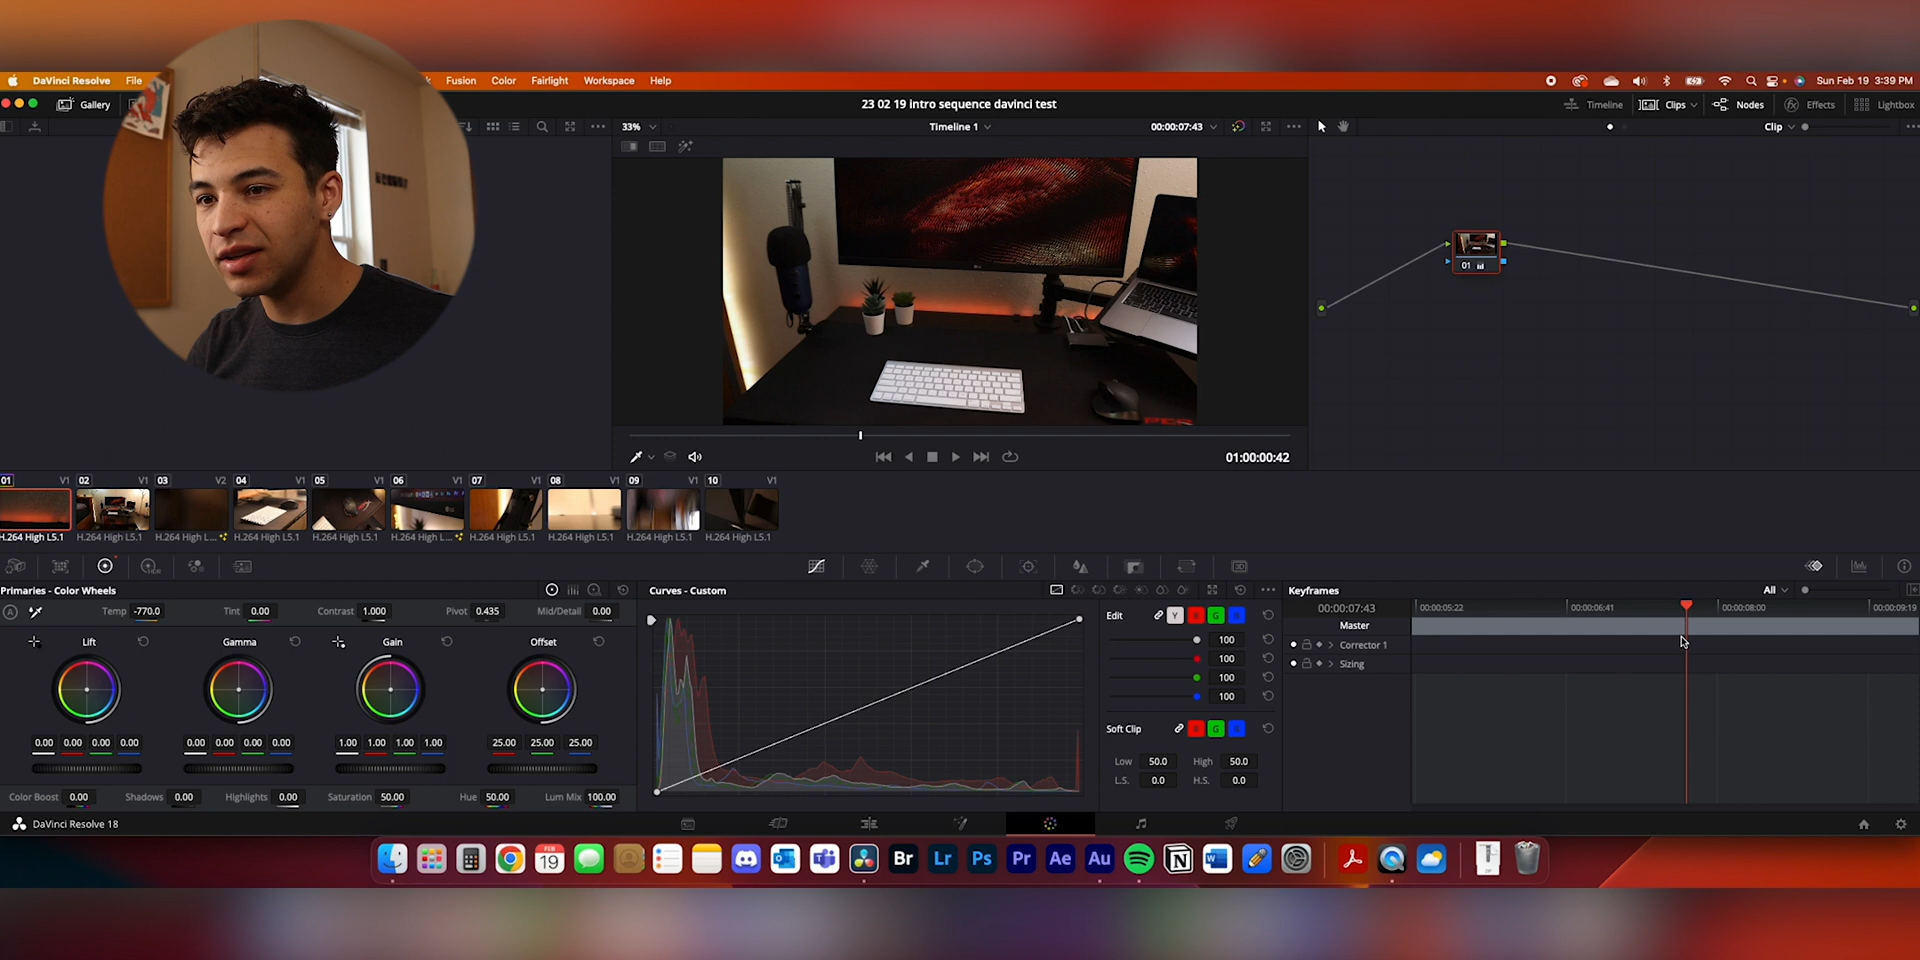 DaVinci Resolve File Fusion Color Fairlight Workspace Help Sun Feb 19 3:39 PM
Gallery 23 02 19 intro sequence davinci test Timeline Clips Nodes Effects Lightbox
33% Timeline 1 00:00:07:43 Clip
01
01:00:00:42
01 V1 02 V1 03 V2 04 V1 05 V1 06 V1 07 V1 08 V1 09 V1 10 V1
H.264 High L5.1 H.264 High L5.1 H.264 High L... H.264 High L5.1 H.264 High L5.1 H.264 High L... H.264 High L5.1 H.264 High L5.1 H.264 High L5.1 H.264 High L5.1
HDR 3D
Primaries - Color Wheels Curves - Custom Keyframes All
A Temp -770.0 Tint 0.00 Contrast 1.000 Pivot 0.435 Mid/Detail 0.00
Edit Y R G B 00:00:07:43 00:00:05:22 00:00:06:41 00:00:08:00 00:00:09:19
Master
Lift Gamma Gain Offset 100 Corrector 1
100 Sizing
100
100
Soft Clip R G B
0.00 0.00 0.00 0.00 0.00 0.00 0.00 0.00 1.00 1.00 1.00 1.00 25.00 25.00 25.00
Low 50.0 High 50.0
L.S. 0.0 H.S. 0.0
Color Boost 0.00 Shadows 0.00 Highlights 0.00 Saturation 50.00 Hue 50.00 Lum Mix 100.00
DaVinci Resolve 18
FEB
19 Br Lr Ps Pr Ae Au N W